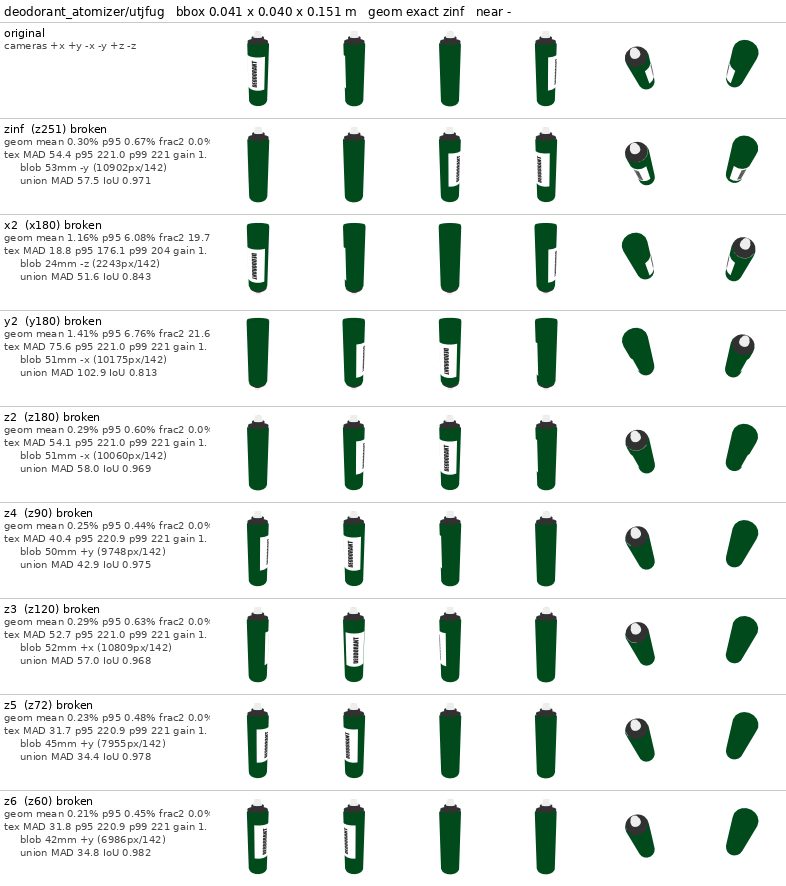 deodorant_atomizer/utjfug bbox 0.041 x 0.040 x 0.151 m geom exact zinf near -
original
cameras +x +y -x -y +z -z
DEODORANT
zinf (z251) broken
geom mean 0.30% p95 0.67% frac2 0.0%
tex MAD 54.4 p95 221.0 p99 221 gain 1.
blob 53mm -y (10902px/142)
union MAD 57.5 IoU 0.971
x2 (x180) broken
geom mean 1.16% p95 6.08% frac2 19.7
tex MAD 18.8 p95 176.1 p99 204 gain 1.
blob 24mm -z (2243px/142)
union MAD 51.6 IoU 0.843
DEODORANT
y2 (y180) broken
geom mean 1.41% p95 6.76% frac2 21.6
tex MAD 75.6 p95 221.0 p99 221 gain 1.
blob 51mm -x (10175px/142)
union MAD 102.9 IoU 0.813
DEODORANT
z2 (z180) broken
geom mean 0.29% p95 0.60% frac2 0.0%
tex MAD 54.1 p95 221.0 p99 221 gain 1.
blob 51mm -x (10060px/142)
union MAD 58.0 IoU 0.969
DEODORANT
z4 (z90) broken
geom mean 0.25% p95 0.44% frac2 0.0%
tex MAD 40.4 p95 220.9 p99 221 gain 1.
blob 50mm +y (9748px/142)
union MAD 42.9 IoU 0.975
DEODORANT
z3 (z120) broken
geom mean 0.29% p95 0.63% frac2 0.0%
tex MAD 52.7 p95 221.0 p99 221 gain 1.
blob 52mm +x (10809px/142)
union MAD 57.0 IoU 0.968
DEODORANT
z5 (z72) broken
geom mean 0.23% p95 0.48% frac2 0.0%
tex MAD 31.7 p95 220.9 p99 221 gain 1.
blob 45mm +y (7955px/142)
union MAD 34.4 IoU 0.978
DEODORANT
z6 (z60) broken
geom mean 0.21% p95 0.45% frac2 0.0%
tex MAD 31.8 p95 220.9 p99 221 gain 1.
blob 42mm +y (6986px/142)
union MAD 34.8 IoU 0.982
DEODORANT